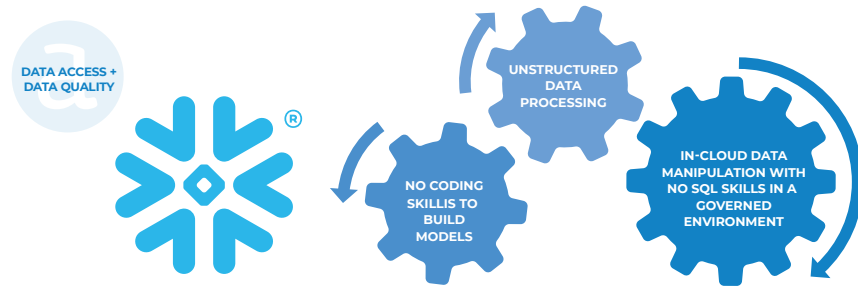 DATA ACCESS +
DATA QUALITY
a
®
UNSTRUCTURED
DATA
PROCESSING
NO CODING
SKILLIS TO
BUILD
MODELS
IN-CLOUD DATA
MANIPULATION WITH
NO SQL SKILLS IN A
GOVERNED
ENVIRONMENT